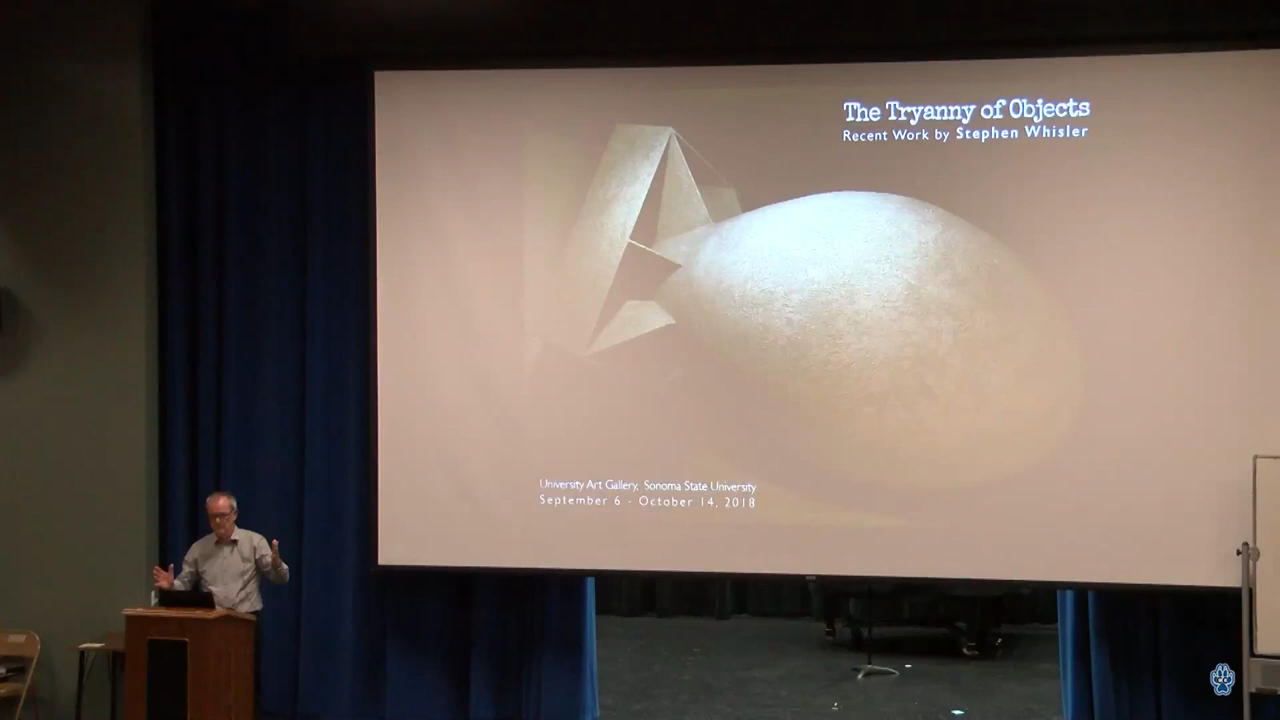 The Tryanny of Objects
Recent Work by Stephen Whisler
University Art Gallery, Sonoma State University
September 6 - October 14, 2018